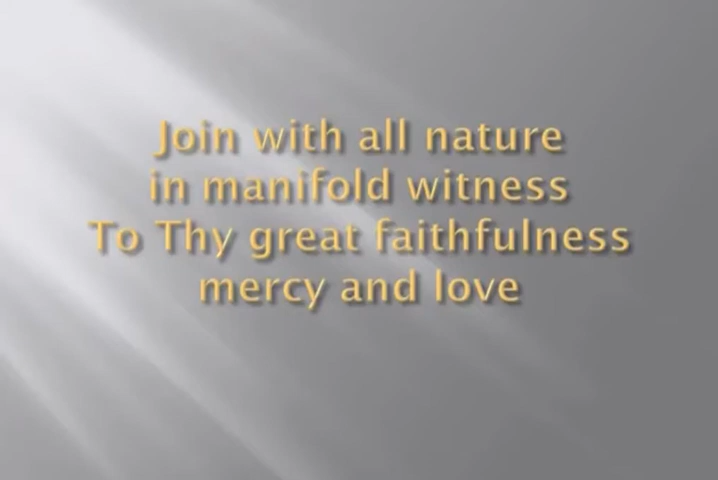 Join with all nature
in manifold witness
To Thy great faithfulness
mercy and love